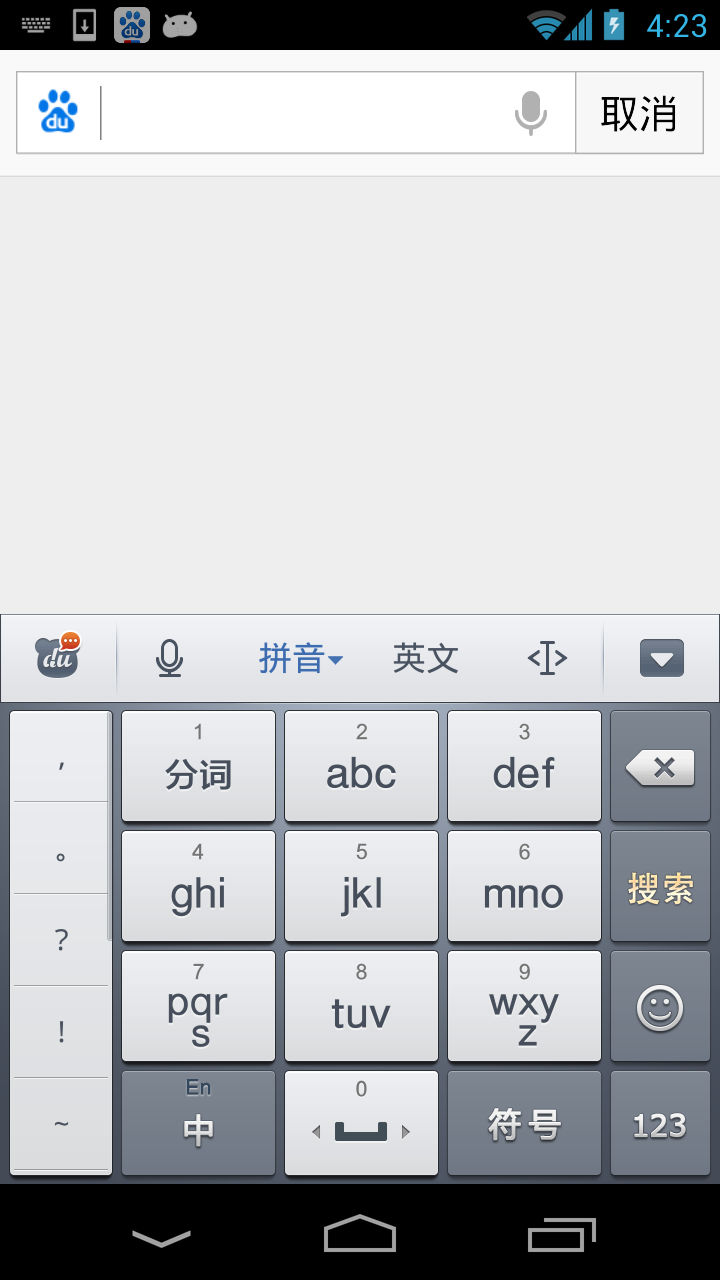 du 4:23
du 取消
du 拼音 英文
, 1 分词 2 abc 3 def
。 4 ghi 5 jkl 6 mno 搜索
? 7 pqrs 8 tuv 9 wxyz
!
~ En 中 0 符号 123